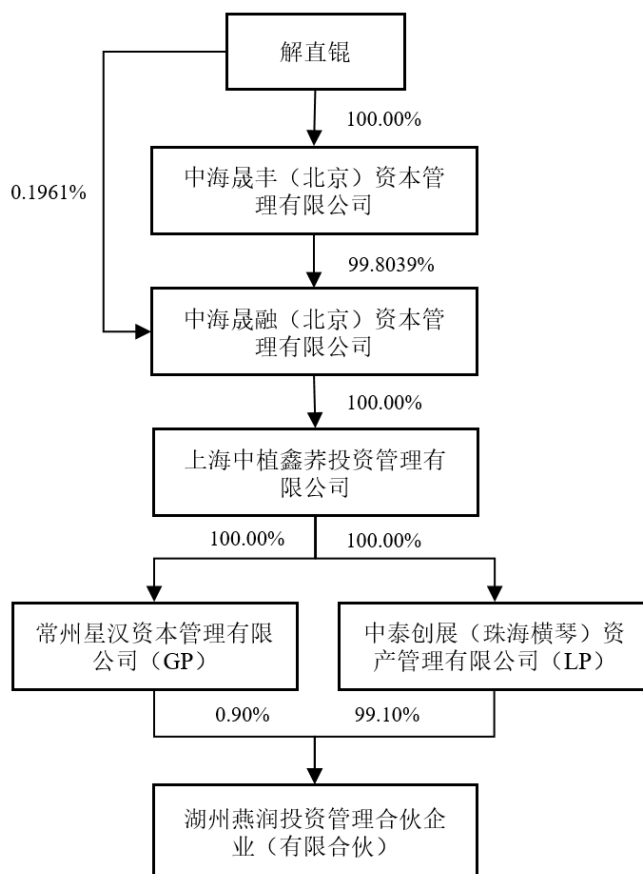 解直锟
100.00%
中海晟丰（北京）资本管
理有限公司
0.1961%
99.8039%
中海晟融（北京）资本管
理有限公司
100.00%
上海中植鑫荞投资管理有
限公司
100.00%
100.00%
常州星汉资本管理有限
公司（GP）
中泰创展（珠海横琴）资
产管理有限公司（LP）
0.90%
99.10%
湖州燕润投资管理合伙企
业（有限合伙）